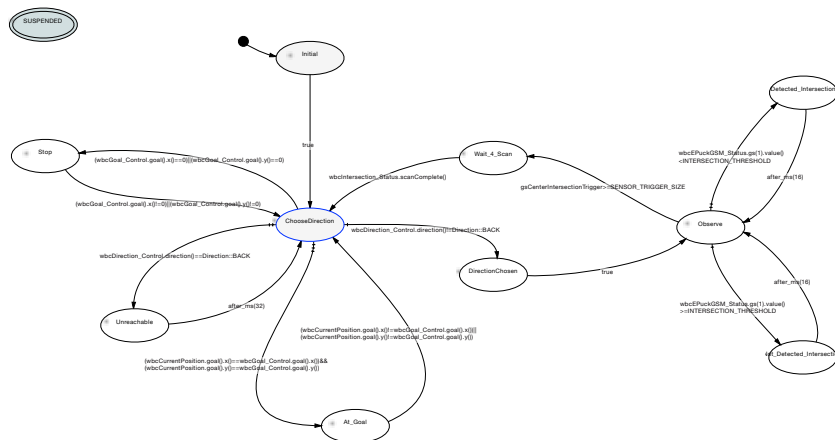 SUSPENDED
Initial
true
Stop
(wbcGoal_Control.goal().x()==0)||(wbcGoal_Control.goal().y()==0)
(wbcGoal_Control.goal().x()!=0)||(wbcGoal_Control.goal().y()!=0)
ChooseDirection
wbcDirection_Control.direction()==Direction::BACK
after_ms(32)
Unreachable
(wbcCurrentPosition.goal().x()==wbcGoal_Control.goal().x())&&
(wbcCurrentPosition.goal().y()==wbcGoal_Control.goal().y())
(wbcCurrentPosition.goal().x()!=wbcGoal_Control.goal().x())||
(wbcCurrentPosition.goal().y()!=wbcGoal_Control.goal().y())
At_Goal
Wait_4_Scan
wbcIntersection_Status.scanComplete()
wbcDirection_Control.direction()!=Direction::BACK
DirectionChosen
true
gsCenterIntersectionTrigger>=SENSOR_TRIGGER_SIZE
Observe
Detected_Intersection
wbcEPuckGSM_Status.gs(1).value()
<INTERSECTION_THRESHOLD
after_ms(16)
after_ms(16)
wbcEPuckGSM_Status.gs(1).value()
>=INTERSECTION_THRESHOLD